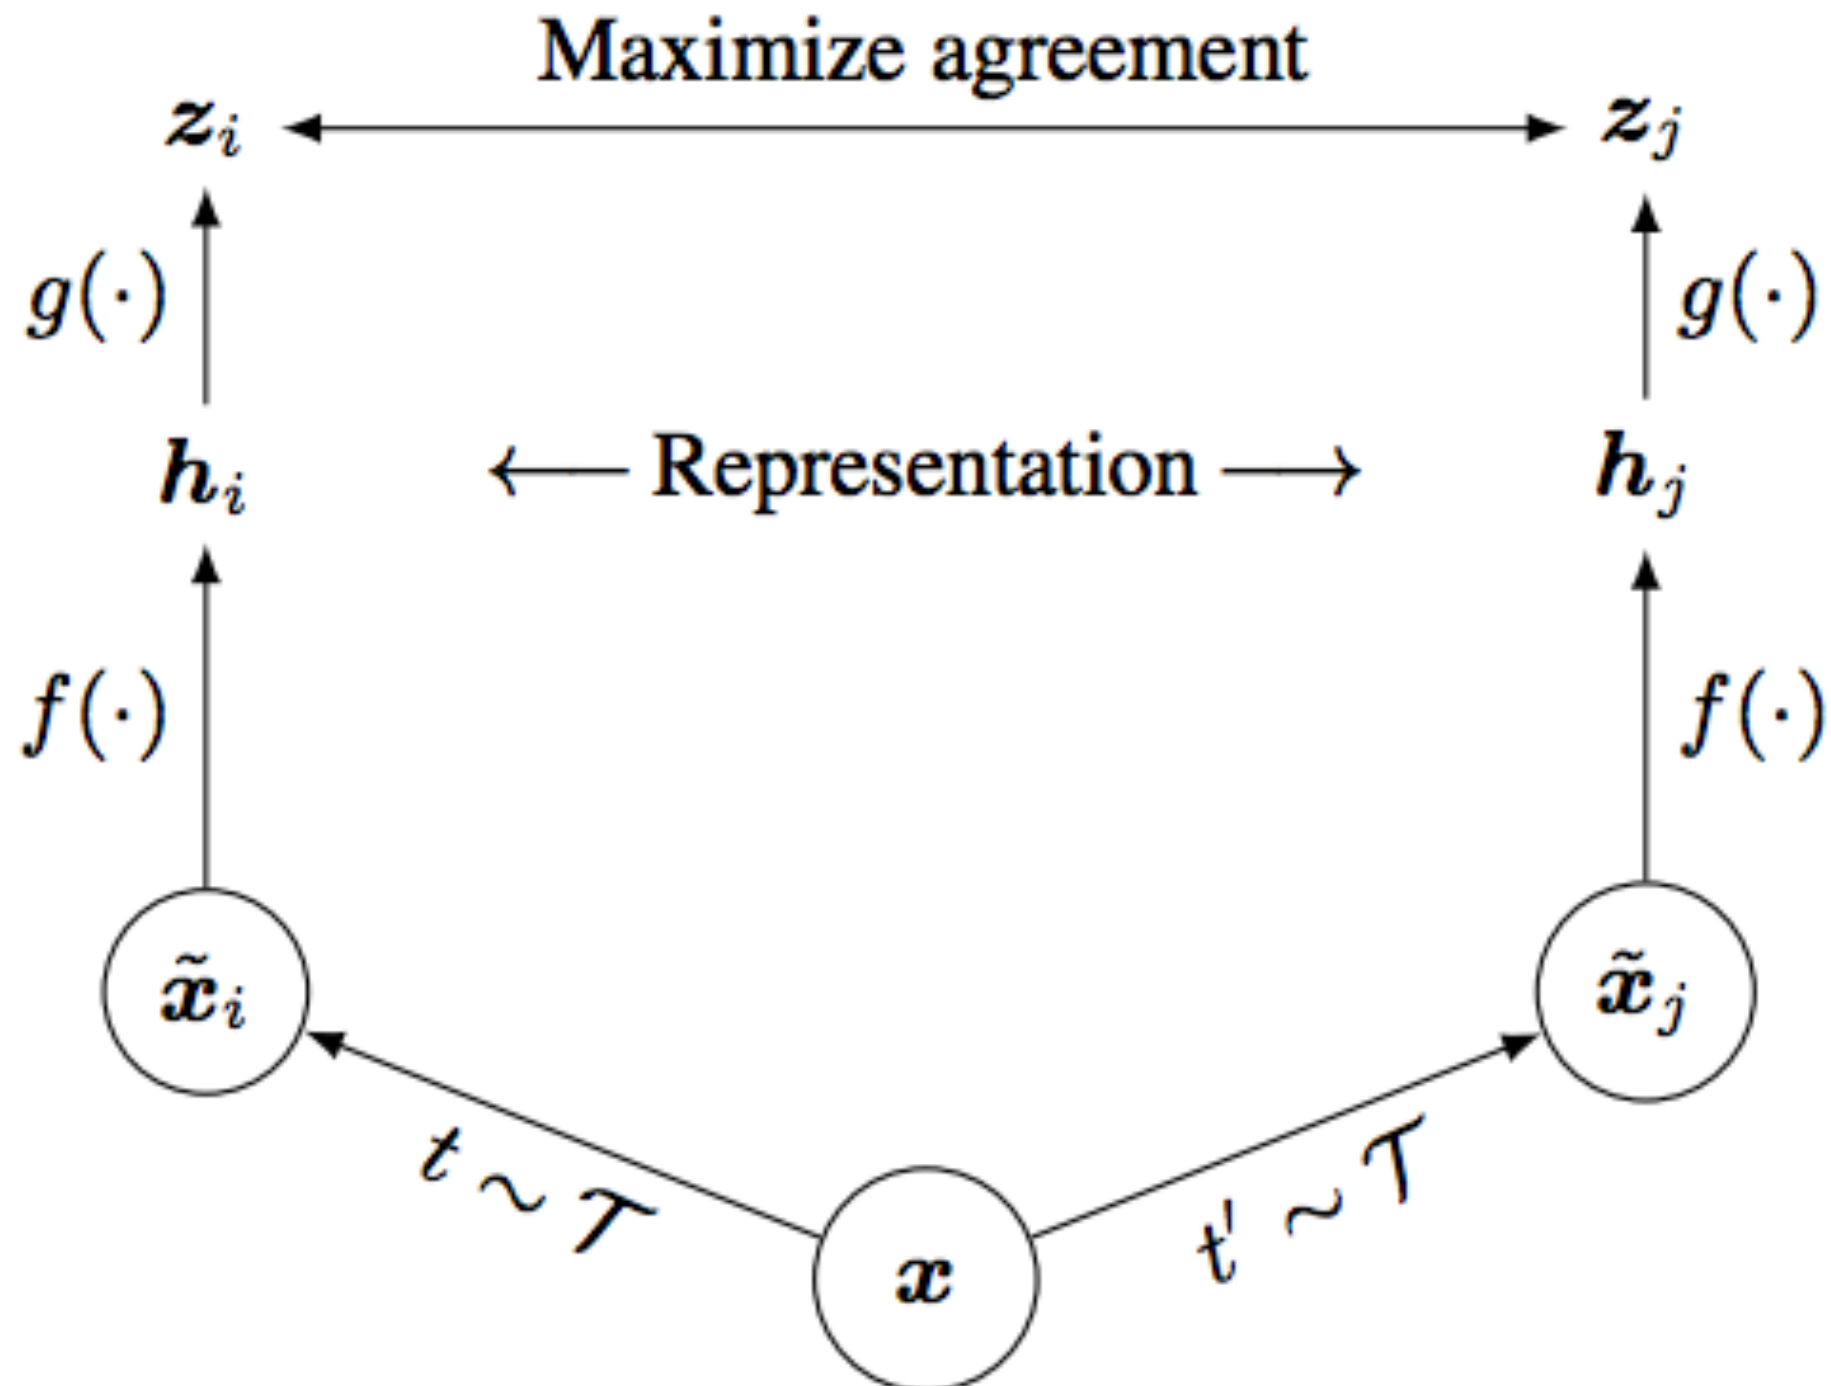 Maximize agreement
z_i z_j
g(·) g(·)
h_i ← Representation → h_j
f(·) f(·)
x̃_i x̃_j
t ~ 𝒯 t' ~ 𝒯
x